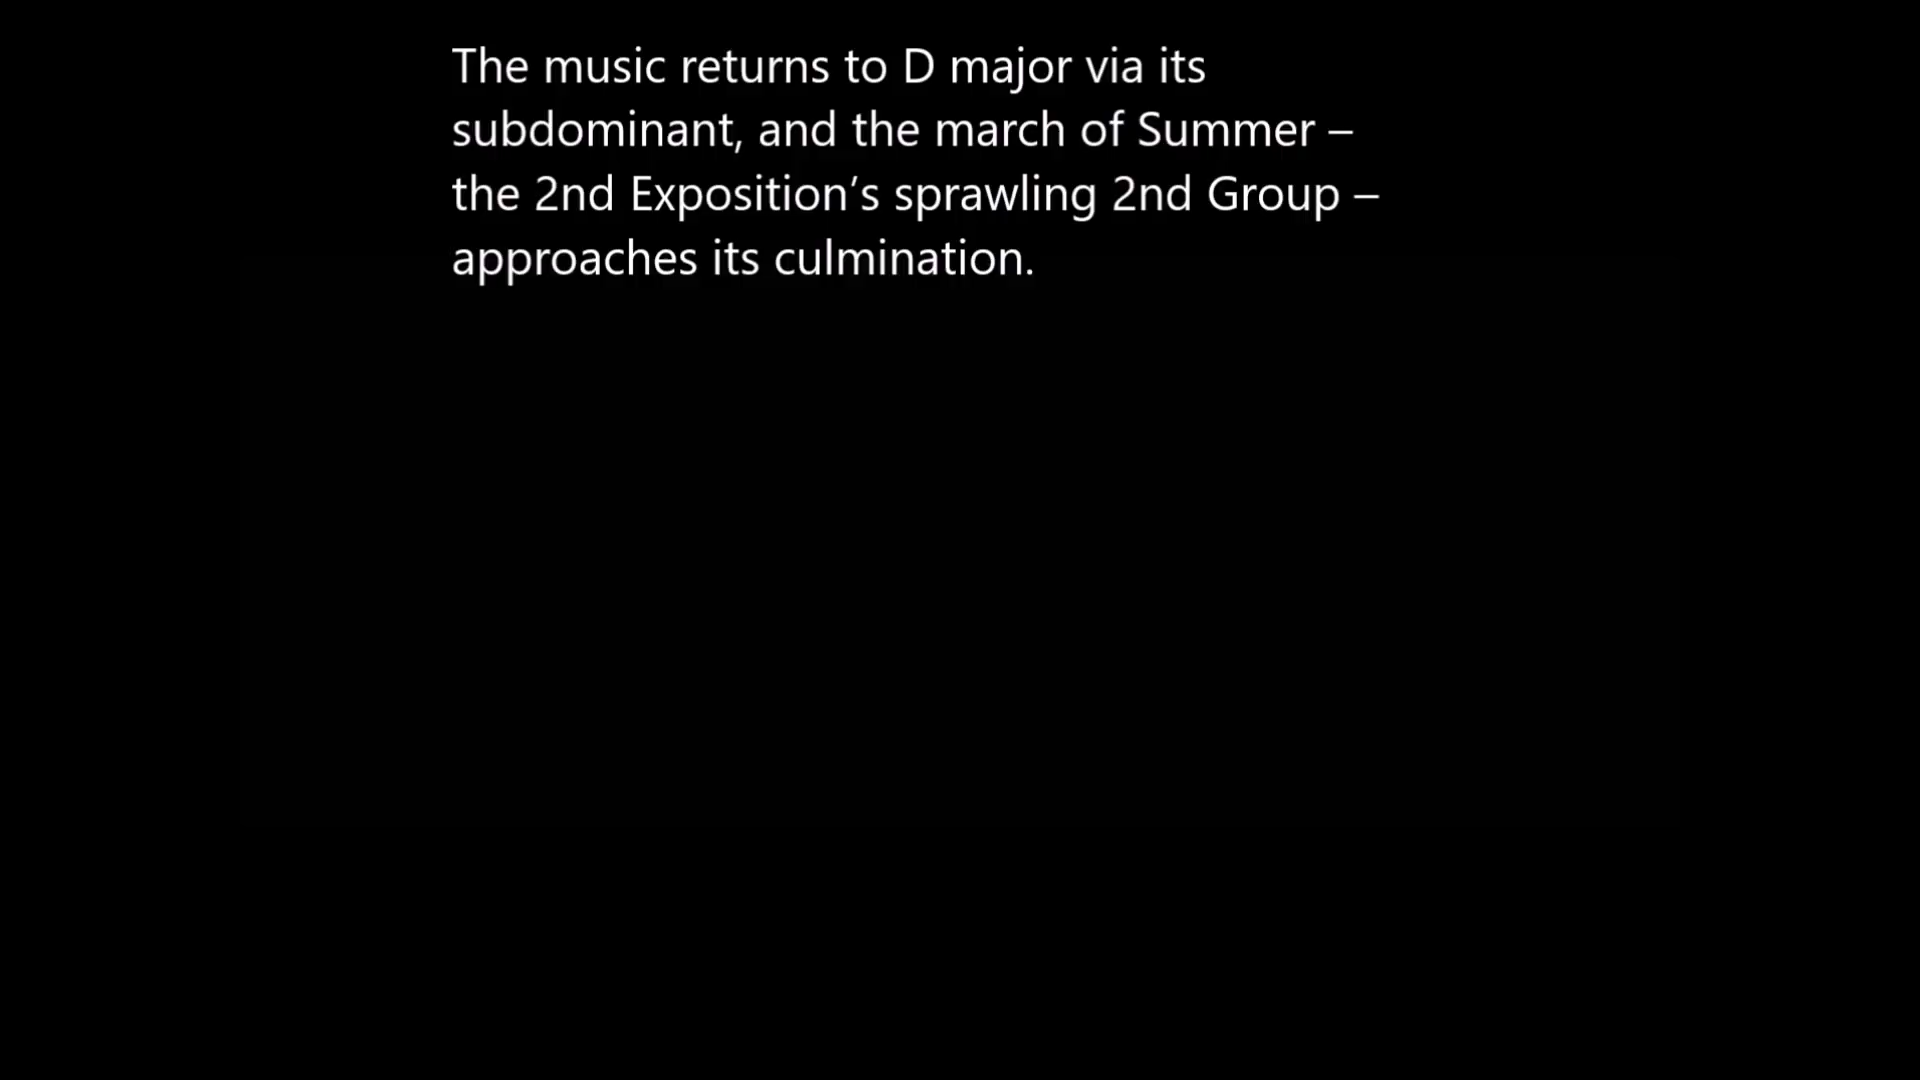 The music returns to D major via its
subdominant, and the march of Summer –
the 2nd Exposition’s sprawling 2nd Group –
approaches its culmination.